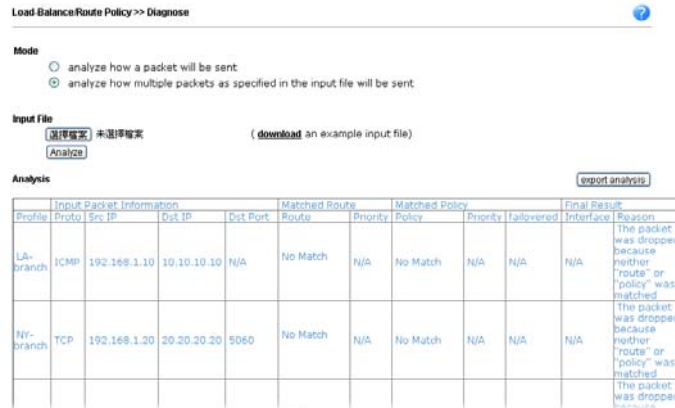 Load-Balance/Route Policy >> Diagnose
?
Mode
analyze how a packet will be sent
analyze how multiple packets as specified in the input file will be sent
Input File
選擇檔案 未選擇檔案 ( download an example input file)
Analyze
Analysis export analysis
Input Packet Information Matched Route Matched Policy Final Result
Profile Proto Src IP Dst IP Dst Port Route Priority Policy Priority failovered Interface Reason
LA-branch ICMP 192.168.1.10 10.10.10.10 N/A No Match N/A No Match N/A N/A N/A The packet was dropped because neither "route" or "policy" was matched
NY-branch TCP 192.168.1.20 20.20.20.20 5060 No Match N/A No Match N/A N/A N/A The packet was dropped because neither "route" or "policy" was matched
The packet was dropped